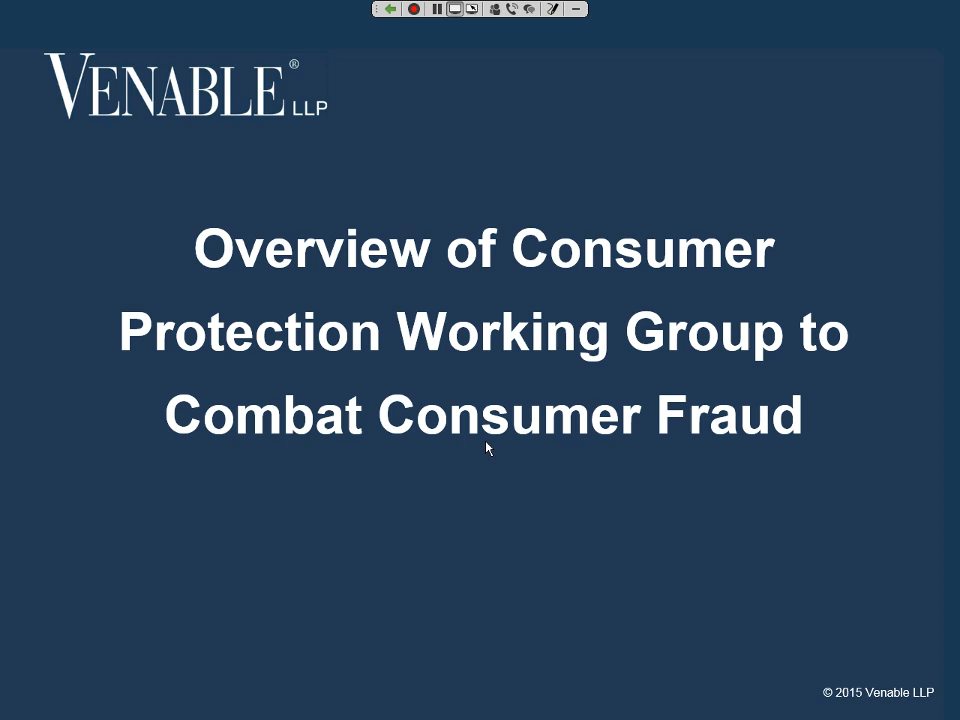 VENABLE® LLP
Overview of Consumer
Protection Working Group to
Combat Consumer Fraud
© 2015 Venable LLP